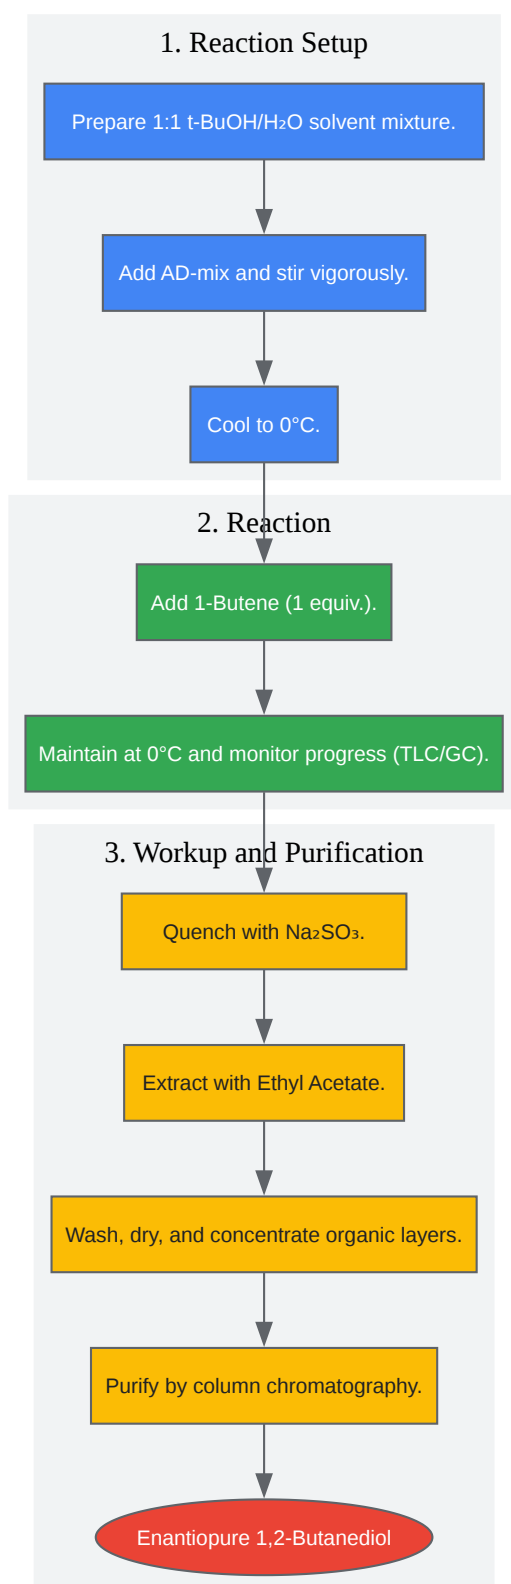 1. Reaction Setup
Prepare 1:1 t-BuOH/H₂O solvent mixture.
Add AD-mix and stir vigorously.
Cool to 0°C.
2. Reaction
Add 1-Butene (1 equiv.).
Maintain at 0°C and monitor progress (TLC/GC).
3. Workup and Purification
Quench with Na₂SO₃.
Extract with Ethyl Acetate.
Wash, dry, and concentrate organic layers.
Purify by column chromatography.
Enantiopure 1,2-Butanediol